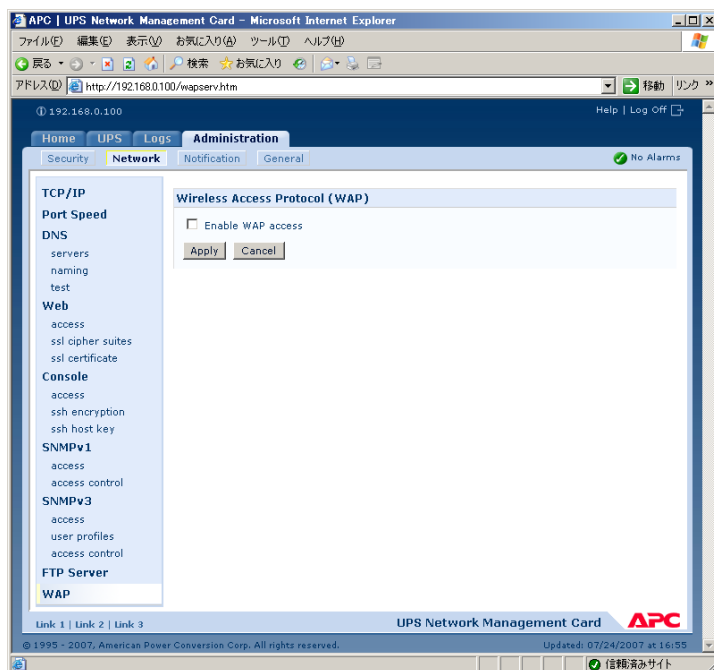 APC | UPS Network Management Card - Microsoft Internet Explorer
ファイル(F) 編集(E) 表示(V) お気に入り(A) ツール(T) ヘルプ(H)
戻る 検索 お気に入り
アドレス(D) http://192.168.0.100/wapserv.htm 移動 リンク »
192.168.0.100 Help | Log Off
Home UPS Logs Administration
Security Network Notification General No Alarms
TCP/IP
Port Speed
DNS
servers
naming
test
Web
access
ssl cipher suites
ssl certificate
Console
access
ssh encryption
ssh host key
SNMPv1
access
access control
SNMPv3
access
user profiles
access control
FTP Server
WAP
Wireless Access Protocol (WAP)
Enable WAP access
Apply Cancel
Link 1 | Link 2 | Link 3 UPS Network Management Card APC
© 1995 - 2007, American Power Conversion Corp. All rights reserved. Updated: 07/24/2007 at 16:55
信頼済みサイト